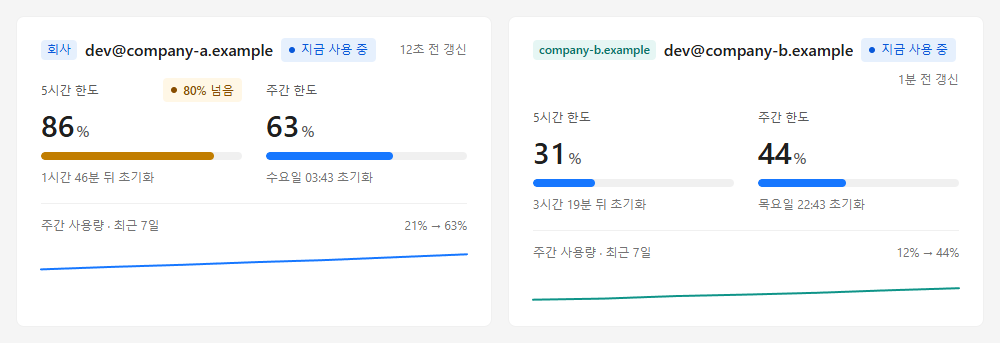 회사 dev@company-a.example 지금 사용 중 12초 전 갱신
5시간 한도 80% 넘음 주간 한도
86% 63%
1시간 46분 뒤 초기화 수요일 03:43 초기화
주간 사용량 · 최근 7일 21% → 63%
company-b.example dev@company-b.example 지금 사용 중
1분 전 갱신
5시간 한도 주간 한도
31% 44%
3시간 19분 뒤 초기화 목요일 22:43 초기화
주간 사용량 · 최근 7일 12% → 44%